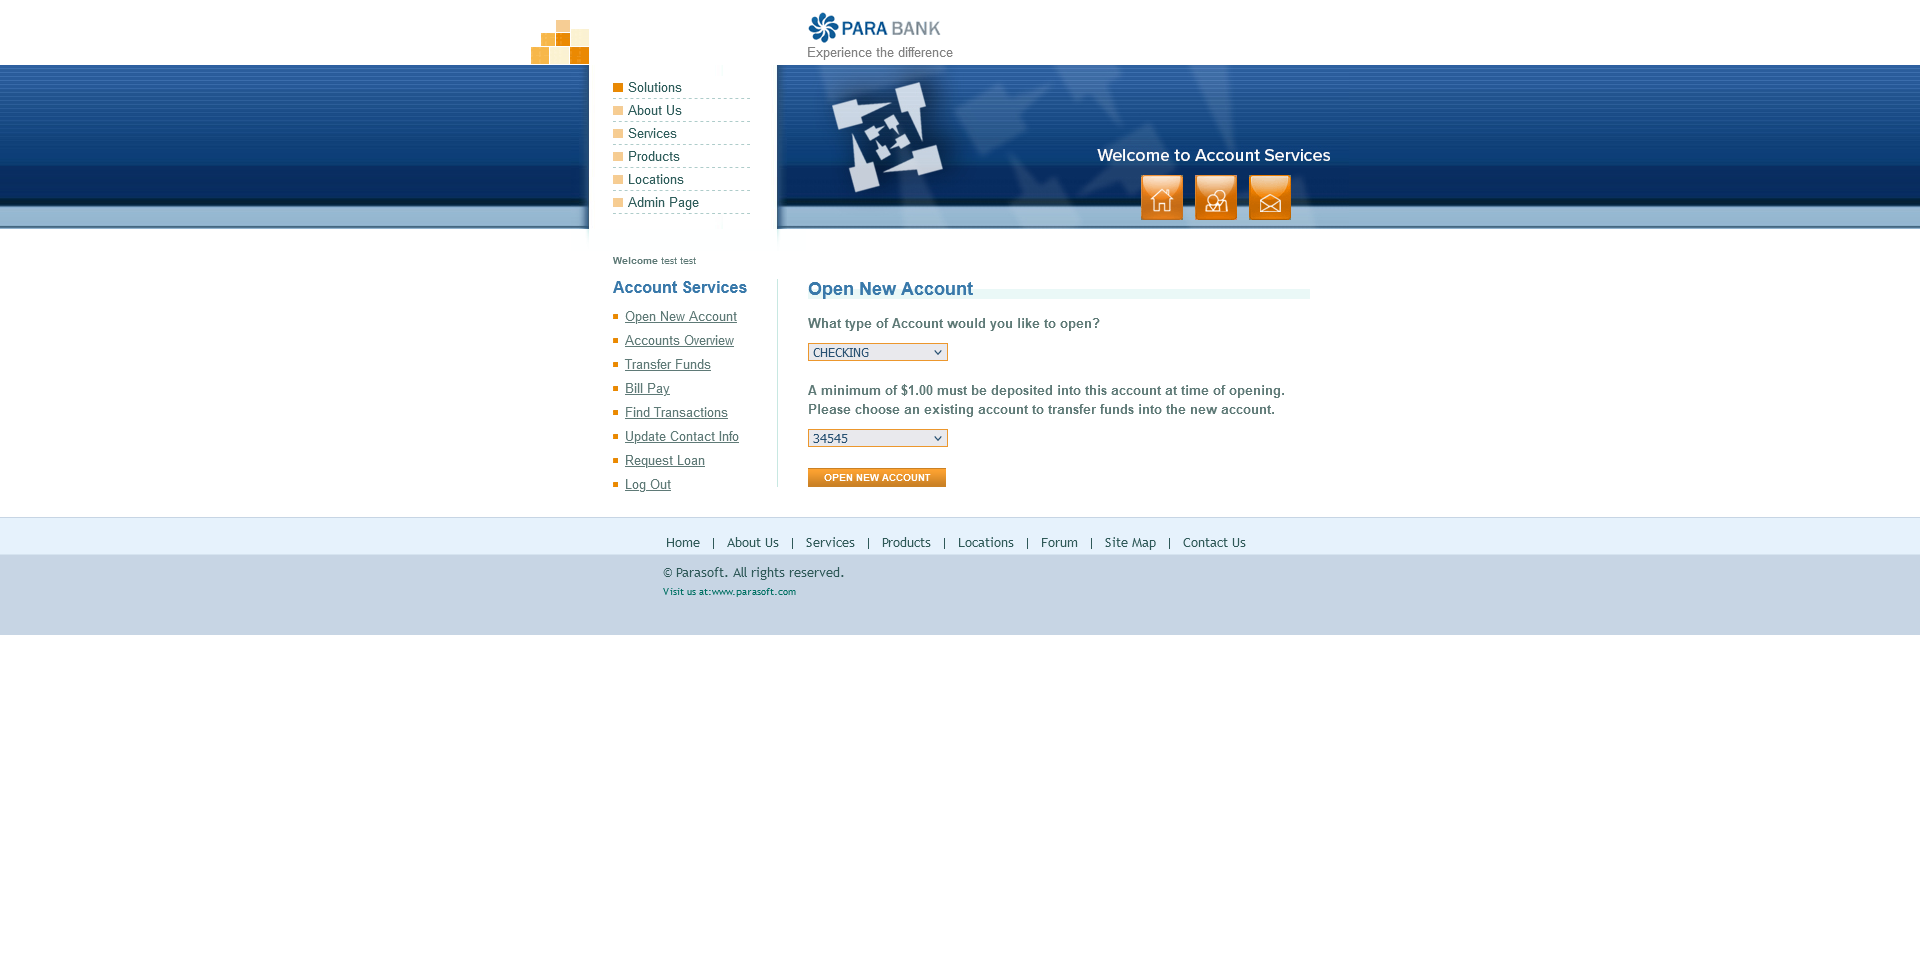 PARA BANK
Experience the difference
Solutions
About Us
Services
Products
Locations
Admin Page
Welcome to Account Services
Welcome test test
Account Services
Open New Account
Accounts Overview
Transfer Funds
Bill Pay
Find Transactions
Update Contact Info
Request Loan
Log Out
Open New Account
What type of Account would you like to open?
CHECKING
A minimum of $1.00 must be deposited into this account at time of opening.
Please choose an existing account to transfer funds into the new account.
34545
OPEN NEW ACCOUNT
Home | About Us | Services | Products | Locations | Forum | Site Map | Contact Us
© Parasoft. All rights reserved.
Visit us at:www.parasoft.com